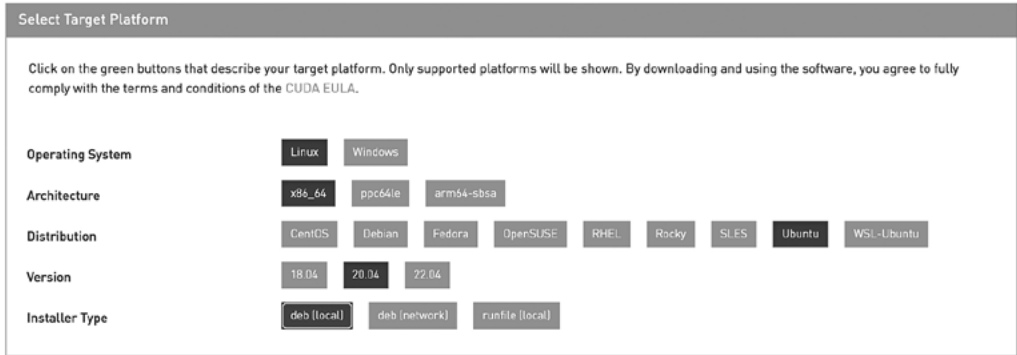 Select Target Platform
Click on the green buttons that describe your target platform. Only supported platforms will be shown. By downloading and using the software, you agree to fully
comply with the terms and conditions of the CUDA EULA.
Operating System Linux Windows
Architecture x86_64 ppc64le arm64-sbsa
Distribution CentOS Debian Fedora OpenSUSE RHEL Rocky SLES Ubuntu WSL-Ubuntu
Version 18.04 20.04 22.04
Installer Type deb (local) deb (network) runfile (local)